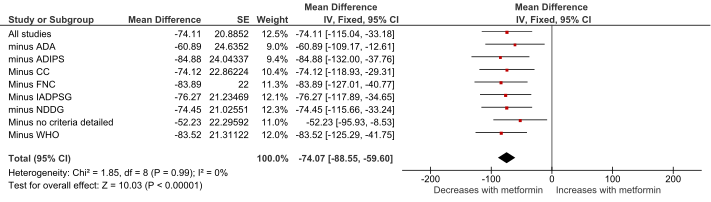 Mean Difference Mean Difference
Study or Subgroup Mean Difference SE Weight IV, Fixed, 95% CI IV, Fixed, 95% CI
All studies -74.11 20.8852 12.5% -74.11 [-115.04, -33.18]
minus ADA -60.89 24.6352 9.0% -60.89 [-109.17, -12.61]
minus ADIPS -84.88 24.04337 9.4% -84.88 [-132.00, -37.76]
Minus CC -74.12 22.86224 10.4% -74.12 [-118.93, -29.31]
Minus FNC -83.89 22 11.3% -83.89 [-127.01, -40.77]
Minus IADPSG -76.27 21.23469 12.1% -76.27 [-117.89, -34.65]
minus NDDG -74.45 21.02551 12.3% -74.45 [-115.66, -33.24]
Minus no criteria detailed -52.23 22.29592 11.0% -52.23 [-95.93, -8.53]
Minus WHO -83.52 21.31122 12.0% -83.52 [-125.29, -41.75]
Total (95% CI) 100.0% -74.07 [-88.55, -59.60]
Heterogeneity: Chi² = 1.85, df = 8 (P = 0.99); I² = 0%
Test for overall effect: Z = 10.03 (P < 0.00001)
-200 -100 0 100 200
Decreases with metformin Increases with metformin